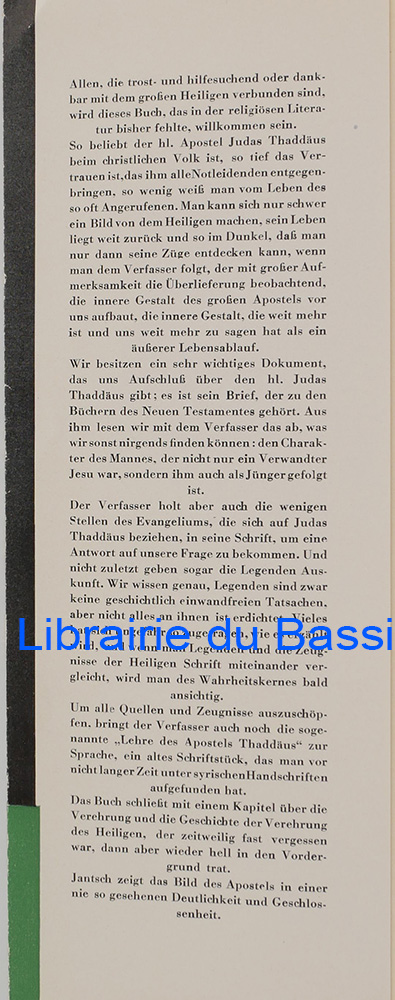 Allen, die trost- und hilfesuchend oder dank-
bar mit dem großen Heiligen verbunden sind,
wird dieses Buch, das in der religiösen Litera-
tur bisher fehlte, willkommen sein.
So beliebt der hl. Apostel Judas Thaddäus
beim christlichen Volk ist, so tief das Ver-
trauen ist, das ihm alle Notleidenden entgegen-
bringen, so wenig weiß man vom Leben des
so oft Angerufenen. Man kann sich nur schwer
ein Bild von dem Heiligen machen, sein Leben
liegt weit zurück und so im Dunkel, daß man
nur dann seine Züge entdecken kann, wenn
man dem Verfasser folgt, der mit großer Auf-
merksamkeit die Überlieferung beobachtend,
die innere Gestalt des großen Apostels vor
uns aufbaut, die innere Gestalt, die weit mehr
ist und uns weit mehr zu sagen hat als ein
äußerer Lebensablauf.
Wir besitzen ein sehr wichtiges Dokument,
das uns Aufschluß über den hl. Judas
Thaddäus gibt; es ist sein Brief, der zu den
Büchern des Neuen Testamentes gehört. Aus
ihm lesen wir mit dem Verfasser das ab, was
wir sonst nirgends finden können: den Charak-
ter des Mannes, der nicht nur ein Verwandter
Jesu war, sondern ihm auch als Jünger gefolgt
ist.
Der Verfasser holt aber auch die wenigen
Stellen des Evangeliums, die sich auf Judas
Thaddäus beziehen, in seine Schrift, um eine
Antwort auf unsere Frage zu bekommen. Und
nicht zuletzt geben sogar die Legenden Aus-
kunft. Wir wissen genau, Legenden sind zwar
keine geschichtlich einwandfreien Tatsachen,
aber nicht alles an ihnen ist erdichtet. Vieles
Librairie du Bassi
wird, und wenn man Legenden und die Zeug-
nisse der Heiligen Schrift miteinander ver-
gleicht, wird man des Wahrheitskernes bald
ansichtig.
Um alle Quellen und Zeugnisse auszuschöp-
fen, bringt der Verfasser auch noch die soge-
nannte „Lehre des Apostels Thaddäus“ zur
Sprache, ein altes Schriftstück, das man vor
nicht langer Zeit unter syrischen Handschriften
aufgefunden hat.
Das Buch schließt mit einem Kapitel über die
Verehrung und die Geschichte der Verehrung
des Heiligen, der zeitweilig fast vergessen
war, dann aber wieder hell in den Vorder-
grund trat.
Jantsch zeigt das Bild des Apostels in einer
nie so gesehenen Deutlichkeit und Geschlos-
senheit.